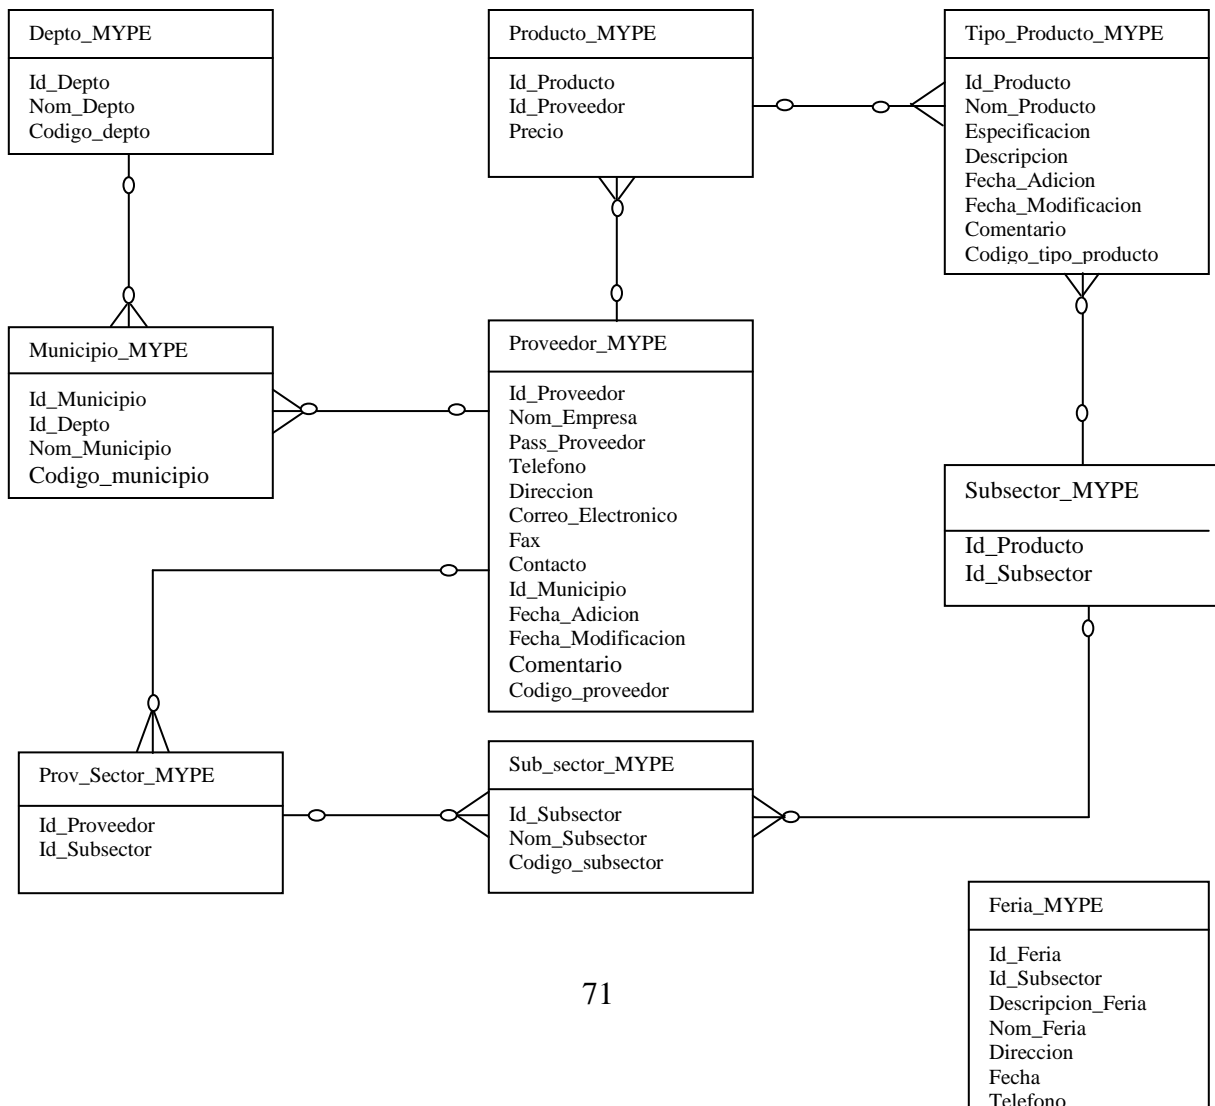 Depto_MYPE
Id_Depto
Nom_Depto
Codigo_depto
Producto_MYPE
Id_Producto
Id_Proveedor
Precio
Tipo_Producto_MYPE
Id_Producto
Nom_Producto
Especificacion
Descripcion
Fecha_Adicion
Fecha_Modificacion
Comentario
Codigo_tipo_producto
Municipio_MYPE
Id_Municipio
Id_Depto
Nom_Municipio
Codigo_municipio
Proveedor_MYPE
Id_Proveedor
Nom_Empresa
Pass_Proveedor
Telefono
Direccion
Correo_Electronico
Fax
Contacto
Id_Municipio
Fecha_Adicion
Fecha_Modificacion
Comentario
Codigo_proveedor
Subsector_MYPE
Id_Producto
Id_Subsector
Prov_Sector_MYPE
Id_Proveedor
Id_Subsector
Sub_sector_MYPE
Id_Subsector
Nom_Subsector
Codigo_subsector
Feria_MYPE
Id_Feria
Id_Subsector
Descripcion_Feria
Nom_Feria
Direccion
Fecha
Telefono
71